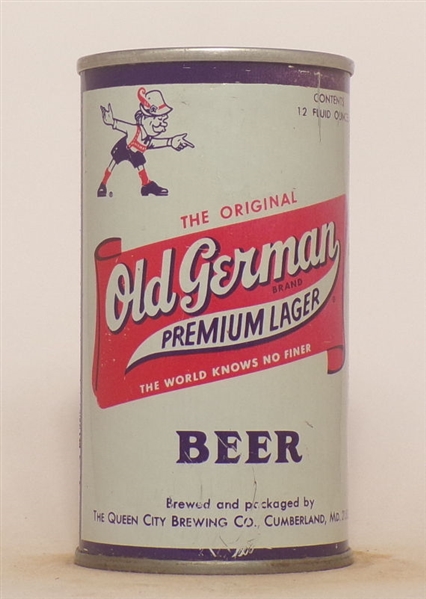 CONTENTS
12 FLUID
THE ORIGINAL
Old German
BRAND
PREMIUM LAGER
THE WORLD KNOWS NO FINER
BEER
Brewed and packaged by
THE QUEEN CITY BREWING CO., CUMBERLAND, MD.